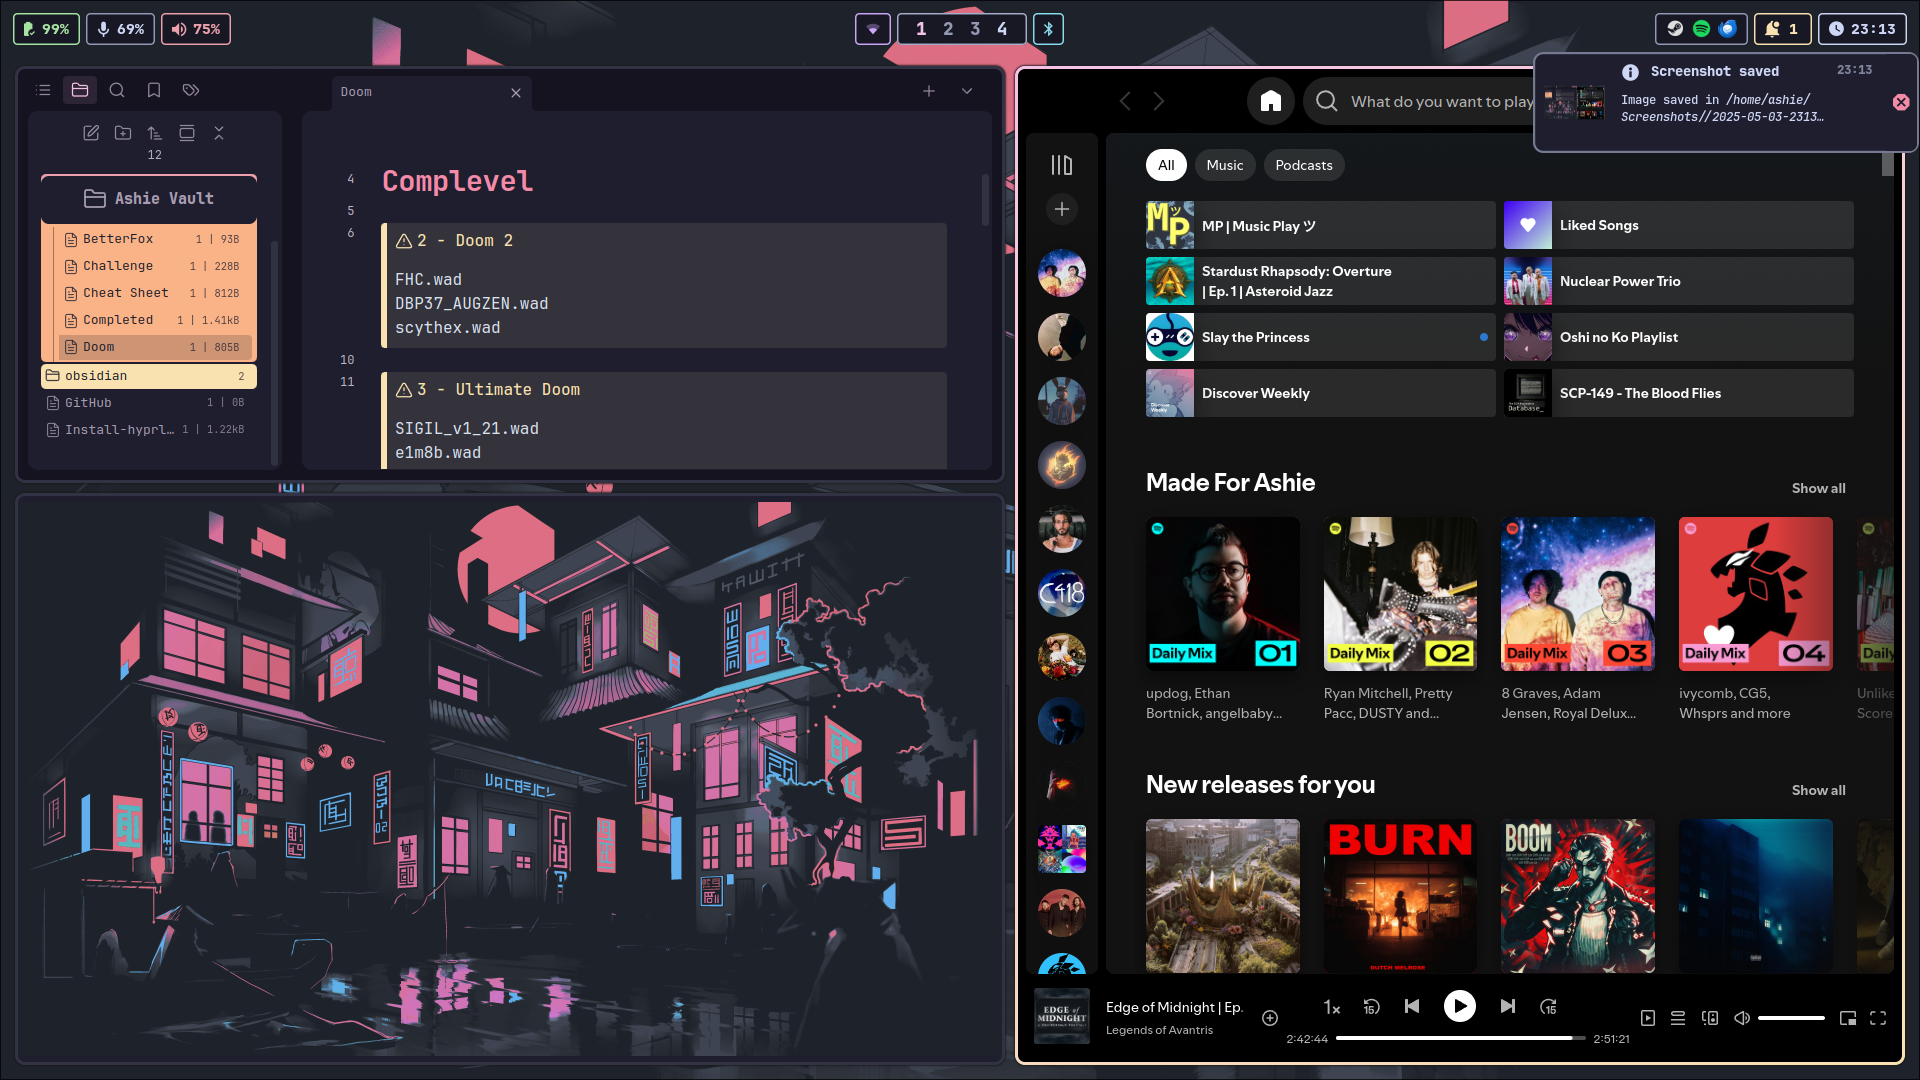 99%
69%
75%
1 2 3 4
1
23:13
Screenshot saved
23:13
Image saved in /home/ashie/
Screenshots//2025-05-03-2313…
Doom
12
Ashie Vault
BetterFox 1 | 93B
Challenge 1 | 228B
Cheat Sheet 1 | 812B
Completed 1 | 1.41kB
Doom 1 | 805B
obsidian 2
GitHub 1 | 0B
Install-hyprl… 1 | 1.22kB
4 Complevel
5
6 2 - Doom 2
FHC.wad
DBP37_AUGZEN.wad
scythex.wad
10
11 3 - Ultimate Doom
SIGIL_v1_21.wad
e1m8b.wad
What do you want to play
All
Music
Podcasts
MP | Music Play ツ
Liked Songs
Stardust Rhapsody: Overture
| Ep. 1 | Asteroid Jazz
Nuclear Power Trio
Slay the Princess
Oshi no Ko Playlist
Discover Weekly
SCP-149 - The Blood Flies
C418
Made For Ashie
Show all
Daily Mix 01
Daily Mix 02
Daily Mix 03
Daily Mix 04
updog, Ethan
Bortnick, angelbaby...
Ryan Mitchell, Pretty
Pacc, DUSTY and...
8 Graves, Adam
Jensen, Royal Delux...
ivycomb, CG5,
Whsprs and more
Unlike
Score
New releases for you
Show all
BURN
DUTCH MELROSE
BOOM
EDGE OF
MIDNIGHT
Edge of Midnight | Ep.
Legends of Avantris
1x
15
15
2:42:44
2:51:21